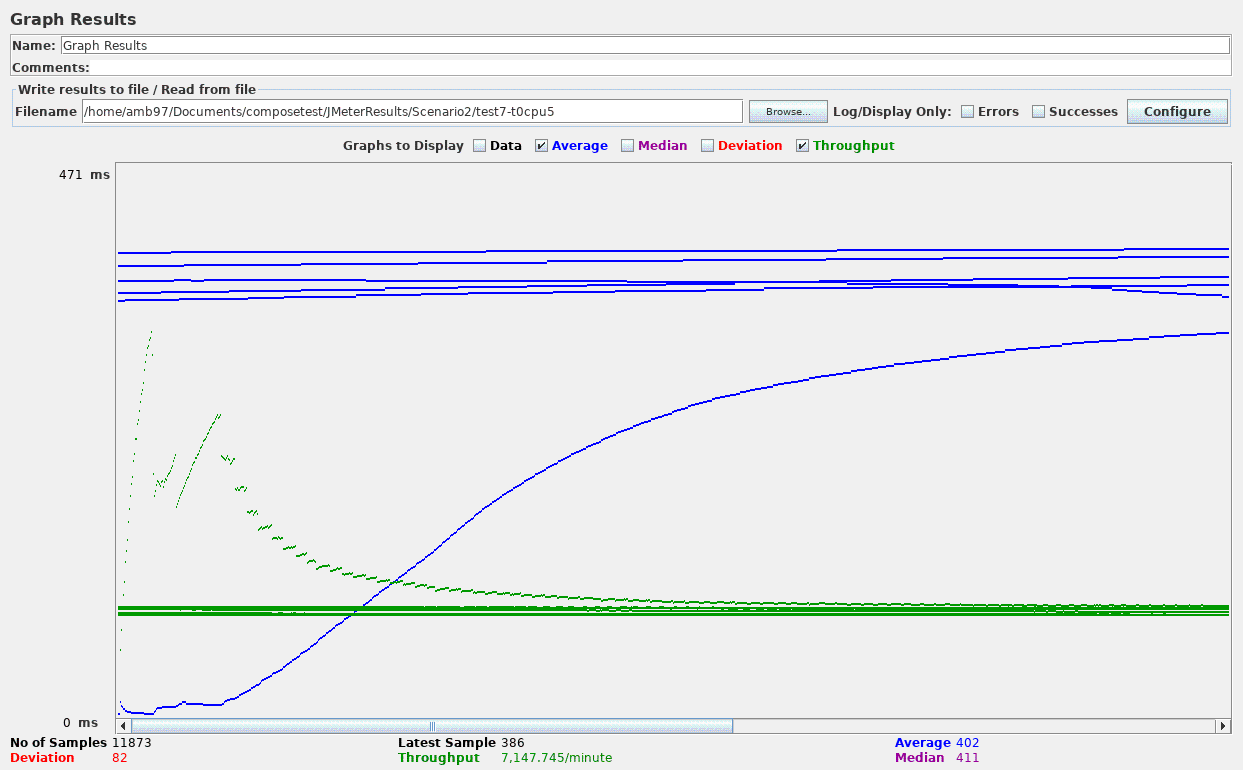 Graph Results
Name: Graph Results
Comments:
Write results to file / Read from file
Filename /home/amb97/Documents/composetest/JMeterResults/Scenario2/test7-t0cpu5 Browse... Log/Display Only: Errors Successes Configure
Graphs to Display Data Average Median Deviation Throughput
471 ms
0 ms
No of Samples 11873 Latest Sample 386 Average 402
Deviation 82 Throughput 7,147.745/minute Median 411